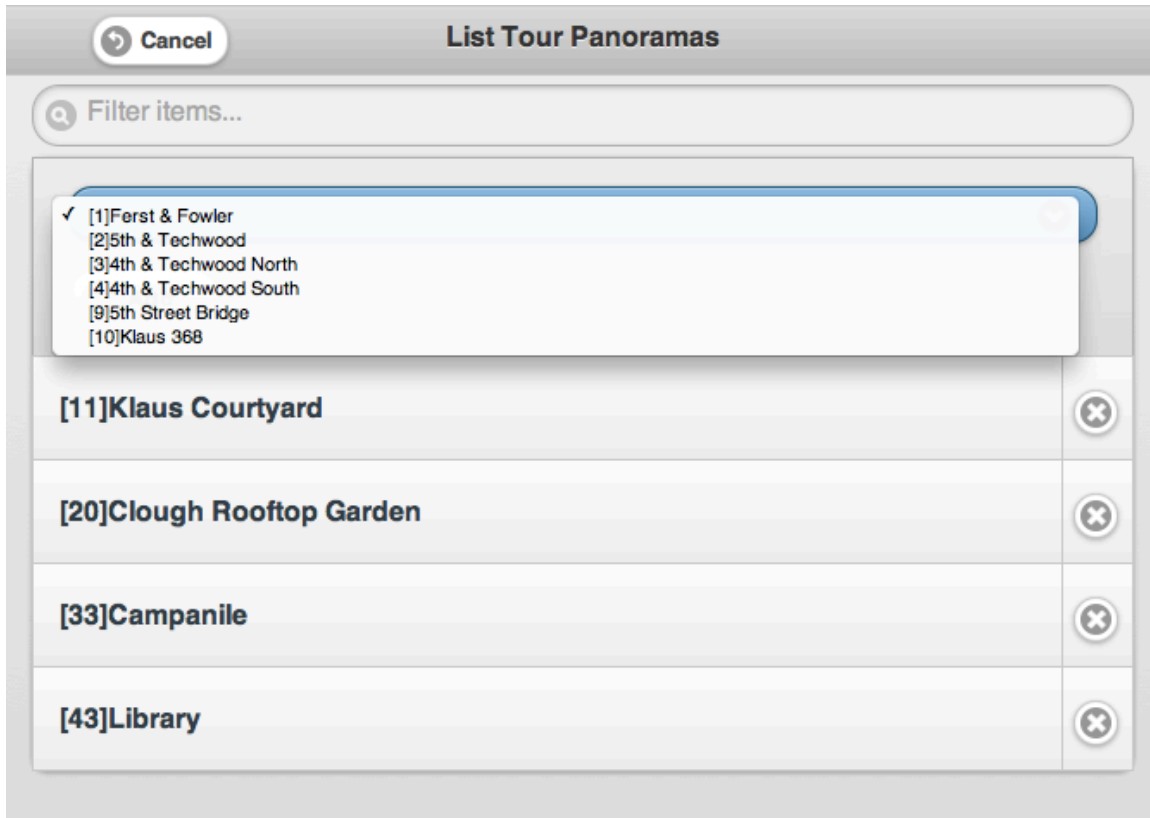 Cancel
List Tour Panoramas
Filter items...
✓ [1]Ferst & Fowler
[2]5th & Techwood
[3]4th & Techwood North
[4]4th & Techwood South
[9]5th Street Bridge
[10]Klaus 368
[11]Klaus Courtyard
[20]Clough Rooftop Garden
[33]Campanile
[43]Library